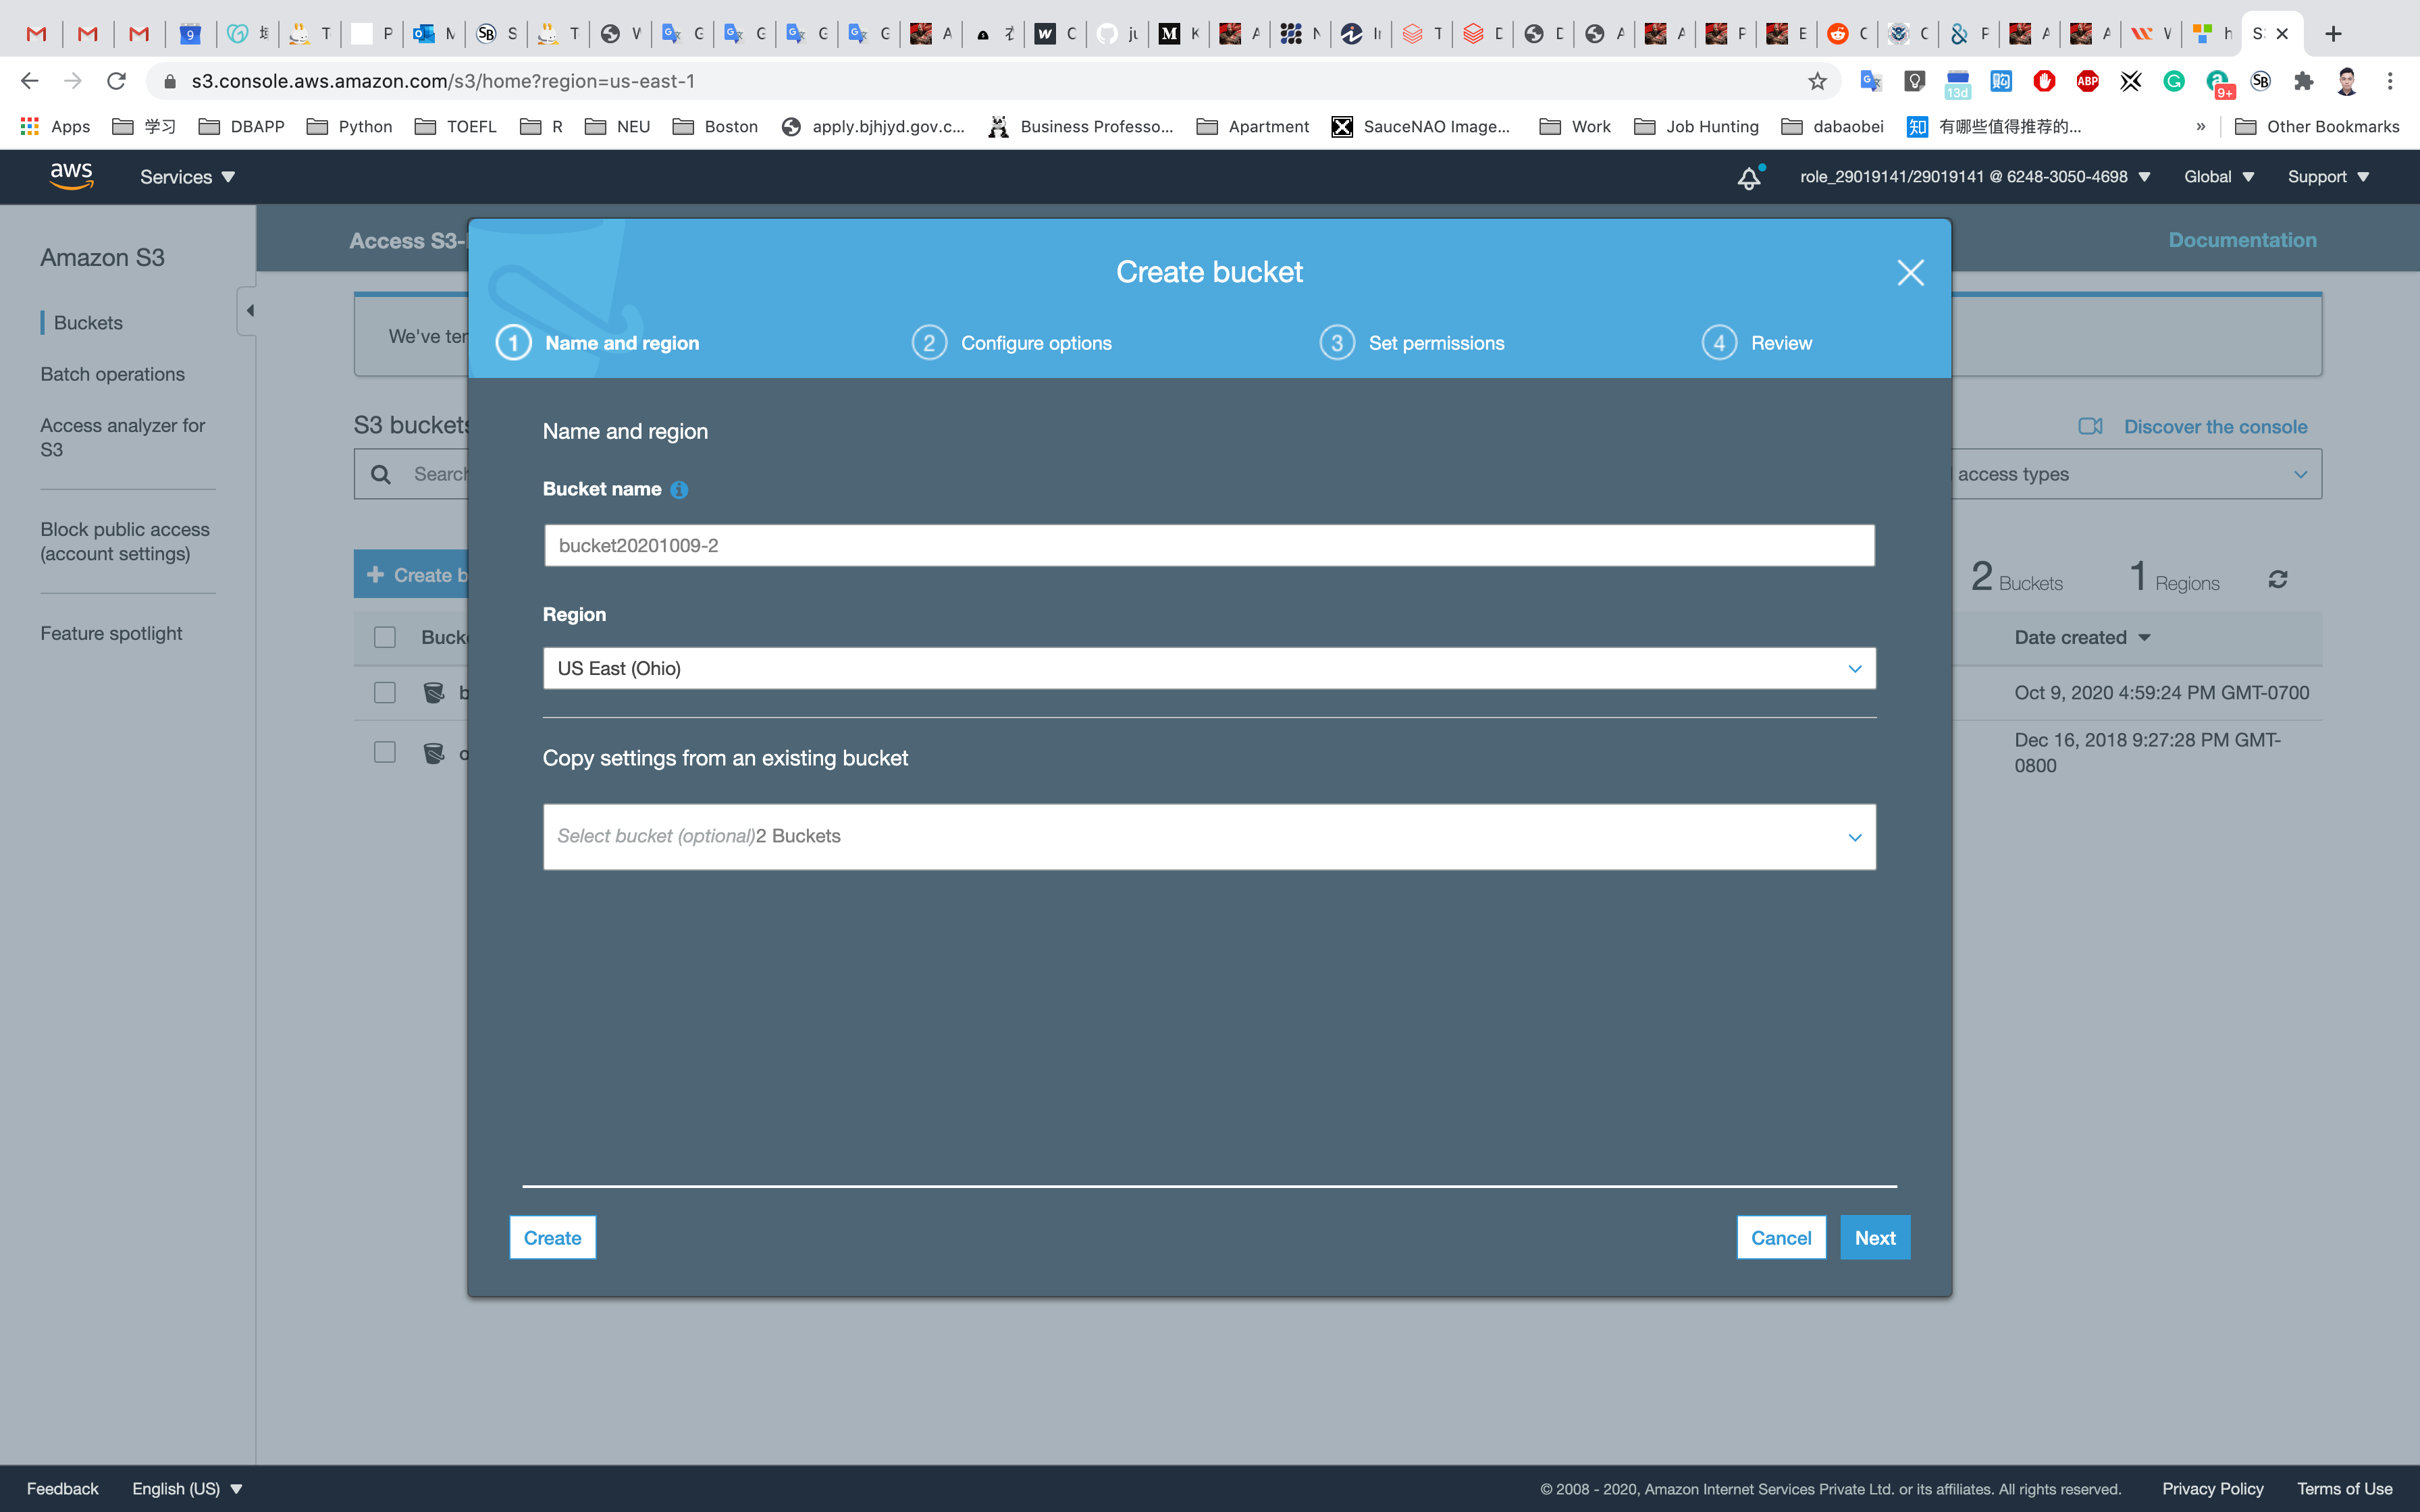 s3.console.aws.amazon.com/s3/home?region=us-east-1
13d
ABP
9+
Apps 学习 DBAPP Python TOEFL R NEU Boston apply.bjhjyd.gov.c... Business Professo... Apartment SauceNAO Image... Work Job Hunting dabaobei 有哪些值得推荐的... » Other Bookmarks
aws Services role_29019141/29019141 @ 6248-3050-4698 Global Support
Amazon S3
Buckets
Batch operations
Access analyzer for
S3
Block public access
(account settings)
Feature spotlight
Access S3-
Documentation
We've ter
S3 buckets
Discover the console
Search
access types
Create b
2 Buckets 1 Regions
Buck
Date created
Oct 9, 2020 4:59:24 PM GMT-0700
Dec 16, 2018 9:27:28 PM GMT-
0800
Create bucket
1 Name and region 2 Configure options 3 Set permissions 4 Review
Name and region
Bucket name
bucket20201009-2
Region
US East (Ohio)
Copy settings from an existing bucket
Select bucket (optional)2 Buckets
Create Cancel Next
Feedback English (US) © 2008 - 2020, Amazon Internet Services Private Ltd. or its affiliates. All rights reserved. Privacy Policy Terms of Use